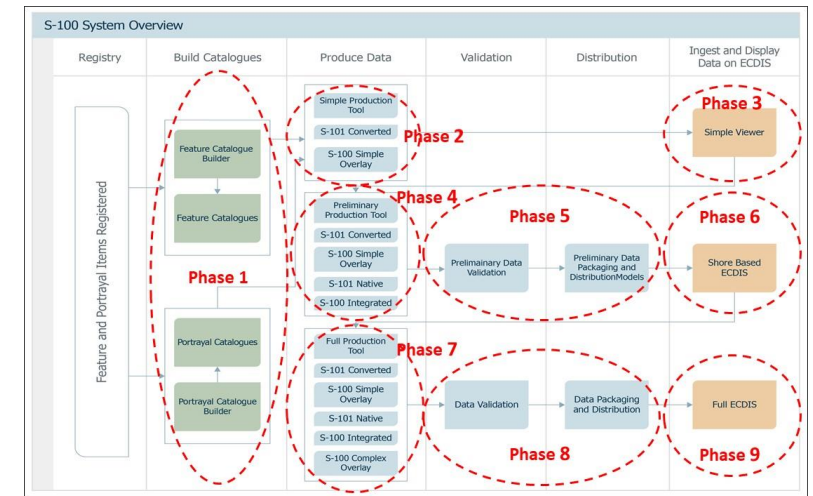 S-100 System Overview
Registry
Build Catalogues
Produce Data
Validation
Distribution
Ingest and Display
Data on ECDIS
Feature and Portrayal Items Registered
Feature Catalogue
Builder
Feature Catalogues
Phase 1
Portrayal Catalogues
Portrayal Catalogue
Builder
Simple Production
Tool
S-101 Converted
S-100 Simple
Overlay
Phase 2
Phase 3
Simple Viewer
Phase 4
Preliminary
Production Tool
S-101 Converted
S-100 Simple
Overlay
S-101 Native
S-100 Integrated
Phase 5
Prelimainary Data
Validation
Preliminary Data
Packaging and
DistributionModels
Phase 6
Shore Based
ECDIS
Phase 7
Full Production
Tool
S-101 Converted
S-100 Simple
Overlay
S-101 Native
S-100 Integrated
S-100 Complex
Overlay
Data Validation
Data Packaging
and Distribution
Phase 8
Full ECDIS
Phase 9